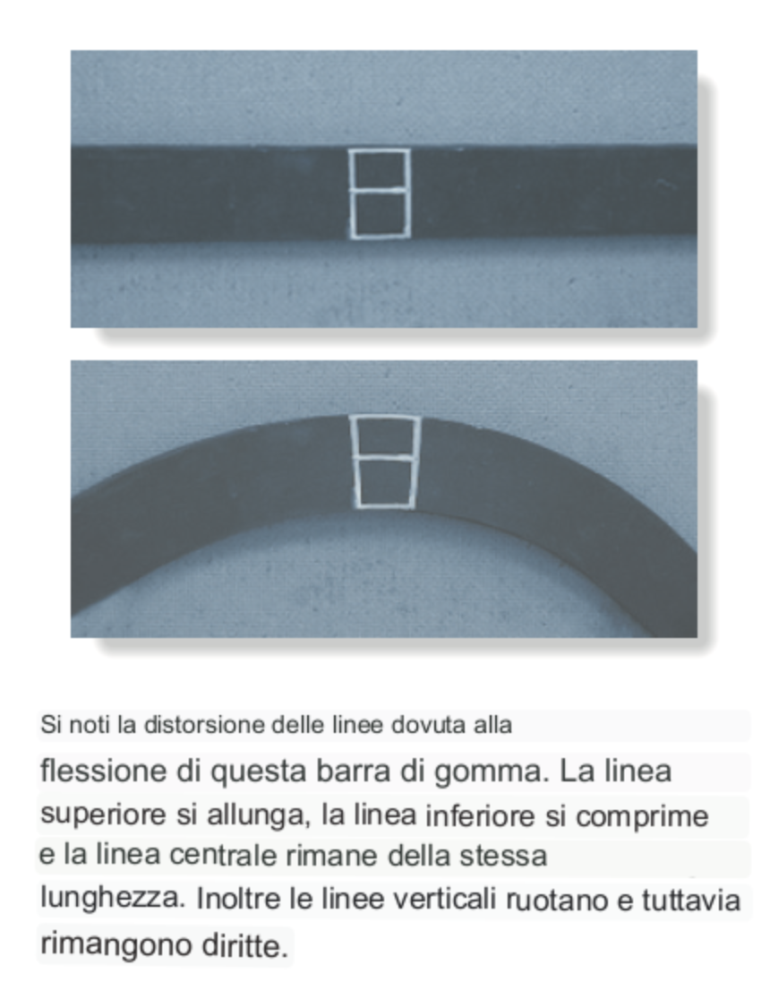 Si noti la distorsione delle linee dovuta alla
flessione di questa barra di gomma. La linea
superiore si allunga, la linea inferiore si comprime
e la linea centrale rimane della stessa
lunghezza. Inoltre le linee verticali ruotano e tuttavia
rimangono diritte.